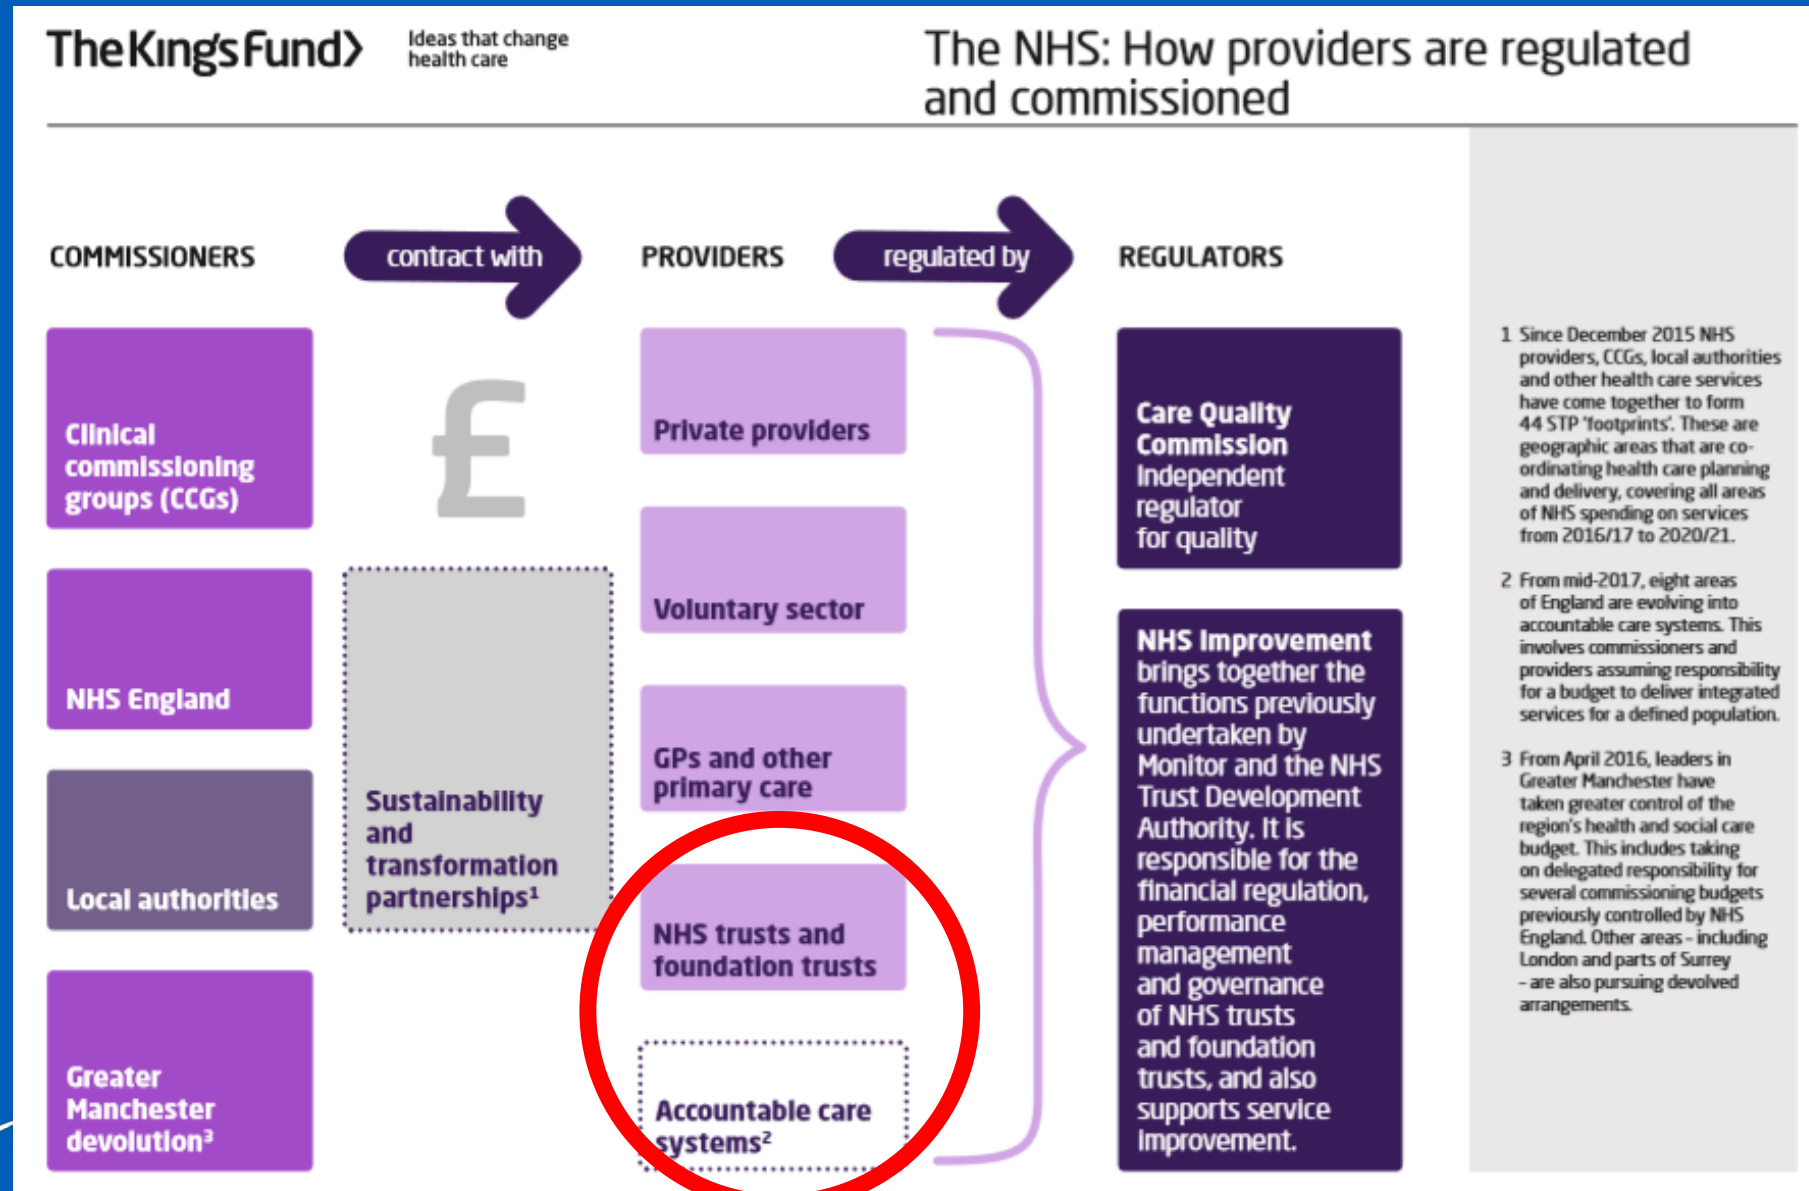 TheKingsFund>
Ideas that change
health care
The NHS: How providers are regulated
and commissioned
COMMISSIONERS
contract with
PROVIDERS
regulated by
REGULATORS
Clinical
commissioning
groups (CCGs)
NHS England
Local authorities
Greater
Manchester
devolution³
£
Sustainability
and
transformation
partnerships¹
Private providers
Voluntary sector
GPs and other
primary care
NHS trusts and
foundation trusts
Accountable care
systems²
Care Quality
Commission
Independent
regulator
for quality
NHS Improvement
brings together the
functions previously
undertaken by
Monitor and the NHS
Trust Development
Authority. It is
responsible for the
financial regulation,
performance
management
and governance
of NHS trusts
and foundation
trusts, and also
supports service
improvement.
1 Since December 2015 NHS
providers, CCGs, local authorities
and other health care services
have come together to form
44 STP 'footprints'. These are
geographic areas that are co-
ordinating health care planning
and delivery, covering all areas
of NHS spending on services
from 2016/17 to 2020/21.
2 From mid-2017, eight areas
of England are evolving into
accountable care systems. This
involves commissioners and
providers assuming responsibility
for a budget to deliver integrated
services for a defined population.
3 From April 2016, leaders in
Greater Manchester have
taken greater control of the
region's health and social care
budget. This includes taking
on delegated responsibility for
several commissioning budgets
previously controlled by NHS
England. Other areas – including
London and parts of Surrey
– are also pursuing devolved
arrangements.